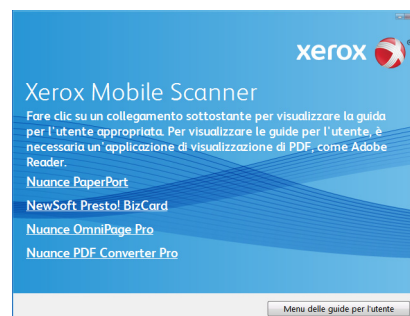 xerox
Xerox Mobile Scanner
Fare clic su un collegamento sottostante per visualizzare la guida
per l'utente appropriata. Per visualizzare le guide per l'utente, è
necessaria un'applicazione di visualizzazione di PDF, come Adobe
Reader.
Nuance PaperPort
NewSoft Presto! BizCard
Nuance OmniPage Pro
Nuance PDF Converter Pro
Menu delle guide per l'utente